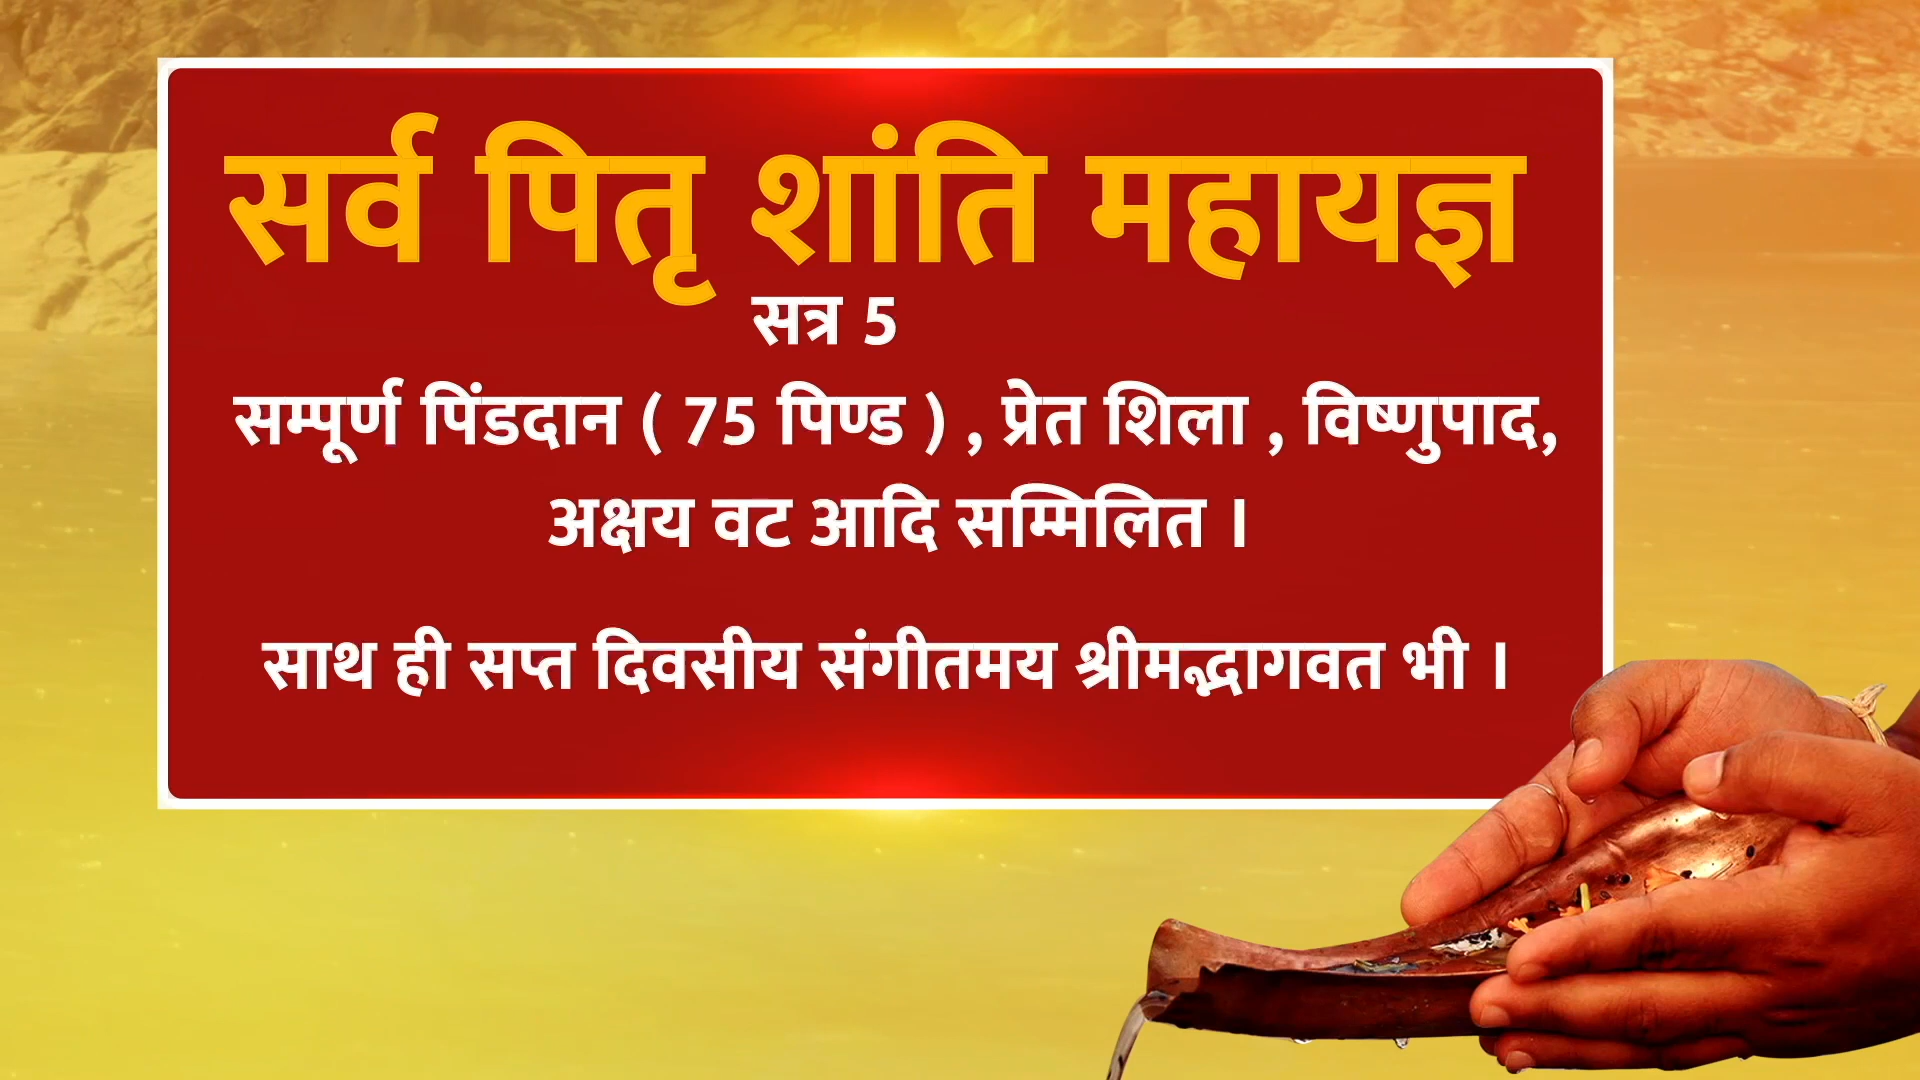 सर्व पितृ शांति महायज्ञ
सत्र 5
सम्पूर्ण पिंडदान ( 75 पिण्ड ) , प्रेत शिला , विष्णुपाद,
अक्षय वट आदि सम्मिलित ।
साथ ही सप्त दिवसीय संगीतमय श्रीमद्भागवत भी ।